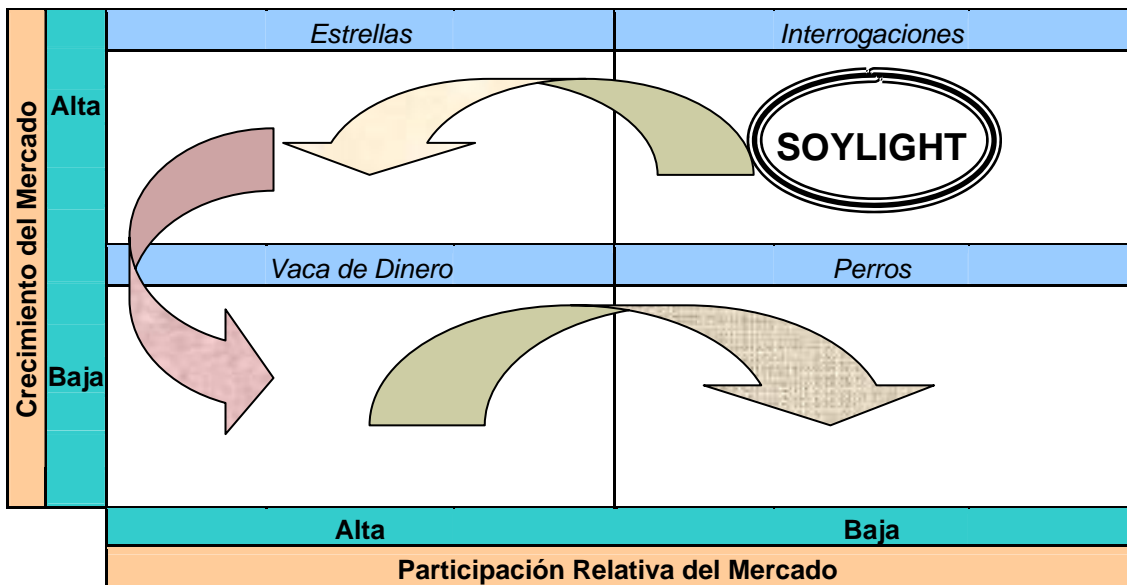 Estrellas
Interrogaciones
Crecimiento del Mercado
Alta
SOYLIGHT
Vaca de Dinero
Perros
Baja
Alta
Baja
Participación Relativa del Mercado